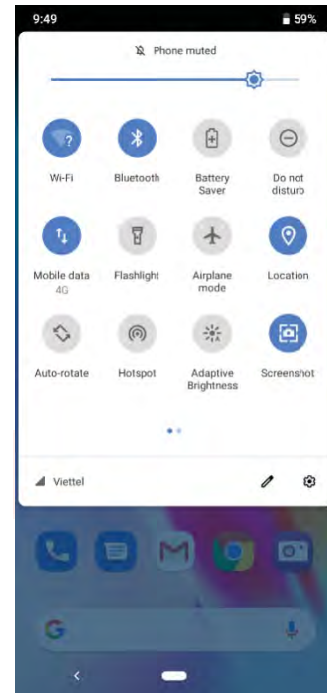 9:49
59%
Phone muted
Wi-Fi
Bluetooth
Battery Saver
Do not disturb
Mobile data
4G
Flashlight
Airplane mode
Location
Auto-rotate
Hotspot
Adaptive Brightness
Screenshot
Viettel